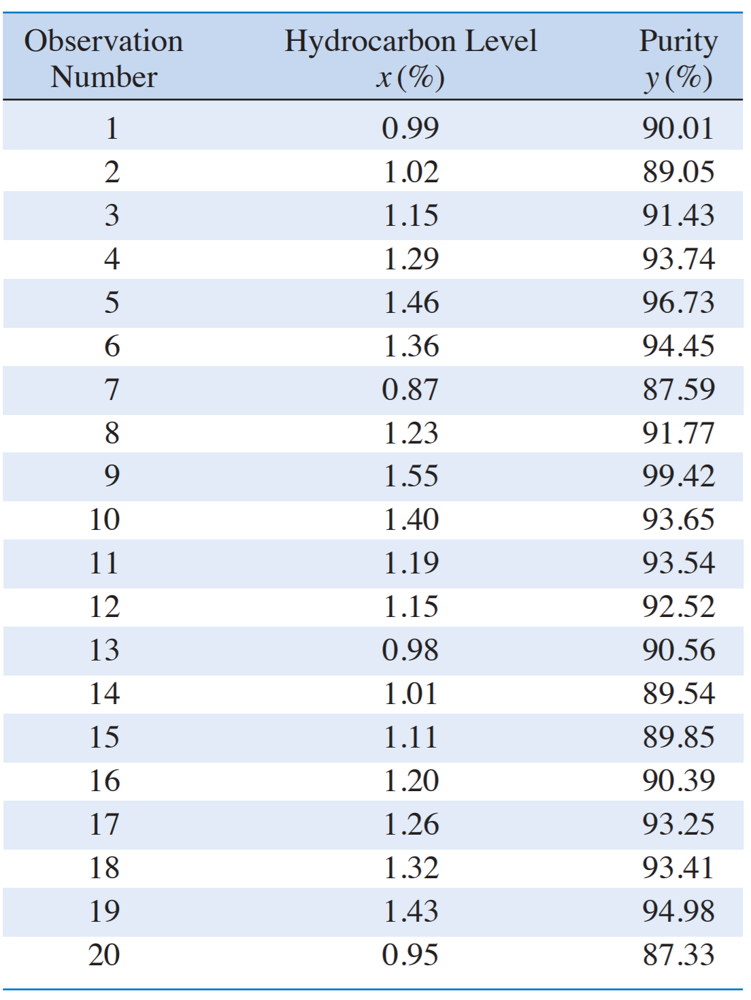 Observation Number Hydrocarbon Level x (%) Purity y (%)
1 0.99 90.01
2 1.02 89.05
3 1.15 91.43
4 1.29 93.74
5 1.46 96.73
6 1.36 94.45
7 0.87 87.59
8 1.23 91.77
9 1.55 99.42
10 1.40 93.65
11 1.19 93.54
12 1.15 92.52
13 0.98 90.56
14 1.01 89.54
15 1.11 89.85
16 1.20 90.39
17 1.26 93.25
18 1.32 93.41
19 1.43 94.98
20 0.95 87.33